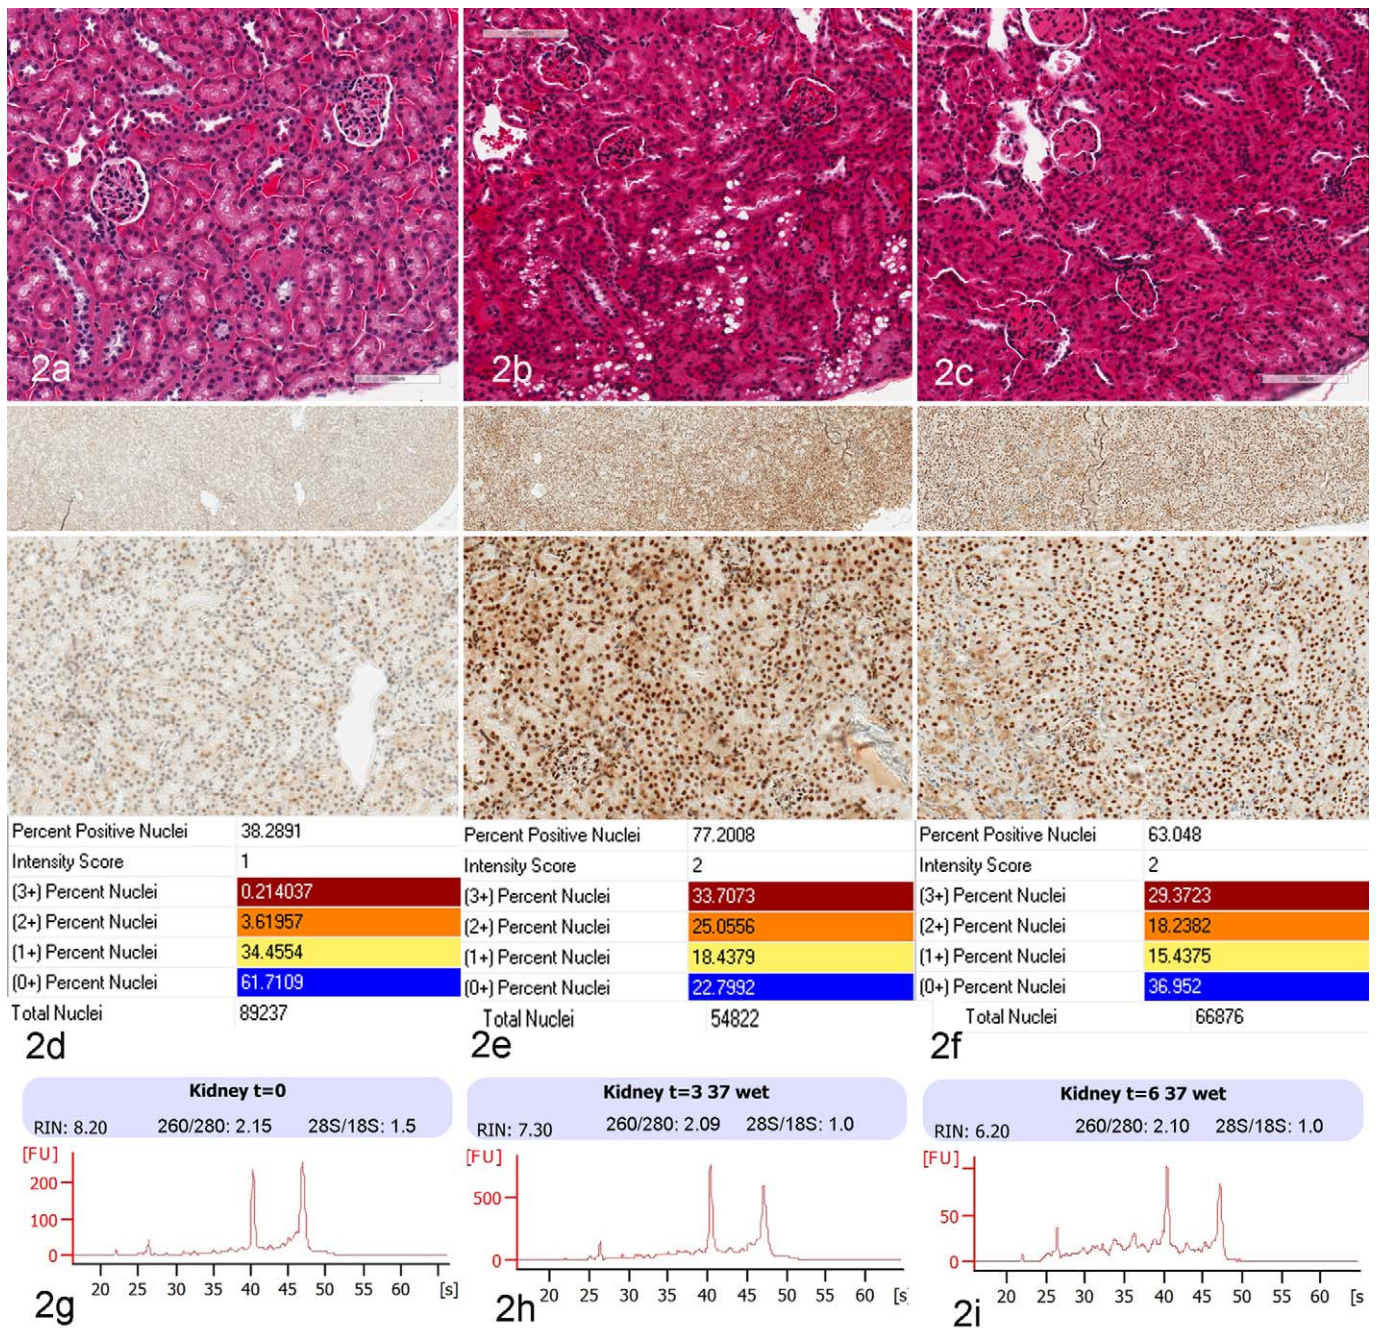 2a
100um
2b
2c
100um
Percent Positive Nuclei 38.2891
Intensity Score 1
(3+) Percent Nuclei 0.214037
(2+) Percent Nuclei 3.61957
(1+) Percent Nuclei 34.4554
(0+) Percent Nuclei 61.7109
Total Nuclei 89237
2d
Percent Positive Nuclei 77.2008
Intensity Score 2
(3+) Percent Nuclei 33.7073
(2+) Percent Nuclei 25.0556
(1+) Percent Nuclei 18.4379
(0+) Percent Nuclei 22.7992
Total Nuclei 54822
2e
Percent Positive Nuclei 63.048
Intensity Score 2
(3+) Percent Nuclei 29.3723
(2+) Percent Nuclei 18.2382
(1+) Percent Nuclei 15.4375
(0+) Percent Nuclei 36.952
Total Nuclei 66876
2f
Kidney t=0
RIN: 8.20 260/280: 2.15 28S/18S: 1.5
[FU]
200
100
0
20 25 30 35 40 45 50 55 60 [s]
2g
Kidney t=3 37 wet
RIN: 7.30 260/280: 2.09 28S/18S: 1.0
[FU]
500
0
20 25 30 35 40 45 50 55 60 [s
2h
Kidney t=6 37 wet
RIN: 6.20 260/280: 2.10 28S/18S: 1.0
[FU]
50
0
20 25 30 35 40 45 50 55 60 [s
2i